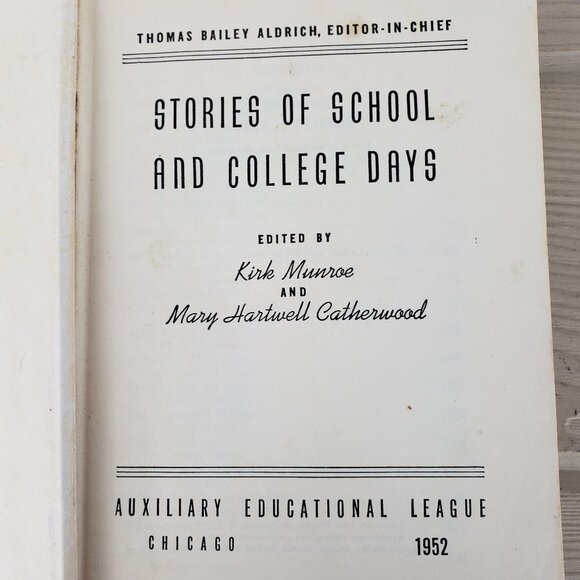 THOMAS BAILEY ALDRICH, EDITOR-IN-CHIEF
STORIES OF SCHOOL
AND COLLEGE DAYS
EDITED BY
Kirk Munroe
AND
Mary Hartwell Catherwood
AUXILIARY EDUCATIONAL LEAGUE
CHICAGO 1952